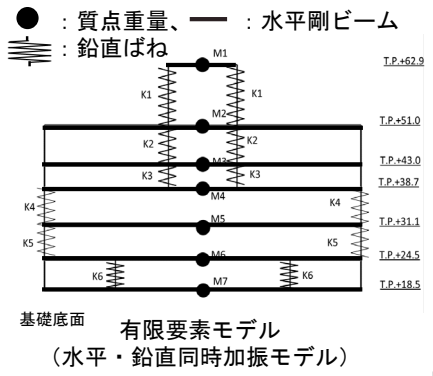 ● : 質点重量、━ : 水平剛ビーム
: 鉛直ばね
M1
T.P.+62.9
K1 K1
M2
T.P.+51.0
K2 K2
M3
T.P.+43.0
K3 K3
T.P.+38.7
M4
K4 K4
M5
T.P.+31.1
K5 K5
M6
T.P.+24.5
K6 K6
M7
T.P.+18.5
基礎底面
有限要素モデル
(水平・鉛直同時加振モデル)